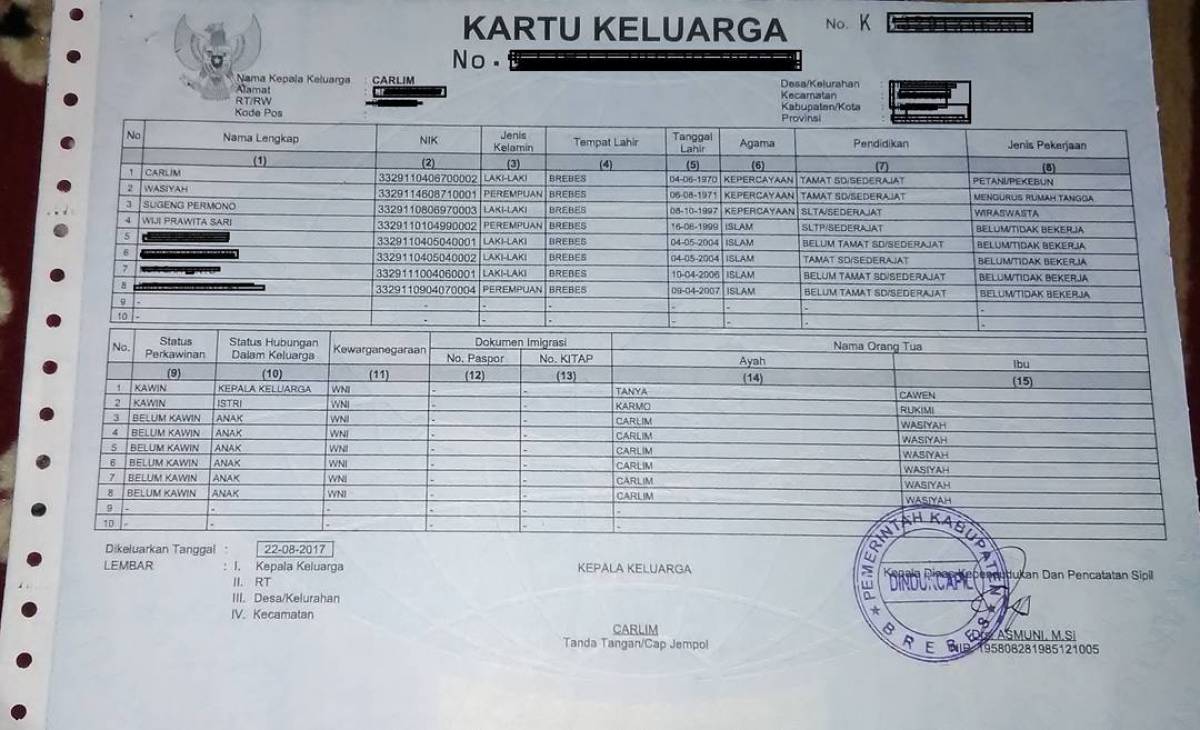 KARTU KELUARGA
No. K
No.
Nama Kepala Keluarga : CARLIM
Alamat :
RT/RW :
Kode Pos :
Desa/Kelurahan :
Kecamatan :
Kabupaten/Kota :
Provinsi :
No Nama Lengkap NIK Jenis Kelamin Tempat Lahir Tanggal Lahir Agama Pendidikan Jenis Pekerjaan
(1) (2) (3) (4) (5) (6) (7) (8)
1 CARLIM 3329110406700002 LAKI-LAKI BREBES 04-06-1970 KEPERCAYAAN TAMAT SD/SEDERAJAT PETANI/PEKEBUN
2 WASIYAH 3329114608710001 PEREMPUAN BREBES 06-08-1971 KEPERCAYAAN TAMAT SD/SEDERAJAT MENGURUS RUMAH TANGGA
3 SUGENG PERMONO 3329110806970003 LAKI-LAKI BREBES 08-10-1997 KEPERCAYAAN SLTA/SEDERAJAT WIRASWASTA
4 WIJI PRAWITA SARI 3329110104990002 PEREMPUAN BREBES 16-06-1999 ISLAM SLTP/SEDERAJAT BELUM/TIDAK BEKERJA
5 3329110405040001 LAKI-LAKI BREBES 04-05-2004 ISLAM BELUM TAMAT SD/SEDERAJAT BELUM/TIDAK BEKERJA
6 3329110405040002 LAKI-LAKI BREBES 04-05-2004 ISLAM TAMAT SD/SEDERAJAT BELUM/TIDAK BEKERJA
7 3329111004060001 LAKI-LAKI BREBES 10-04-2006 ISLAM BELUM TAMAT SD/SEDERAJAT BELUM/TIDAK BEKERJA
8 3329110904070004 PEREMPUAN BREBES 09-04-2007 ISLAM BELUM TAMAT SD/SEDERAJAT BELUM/TIDAK BEKERJA
9 - - - - - - - -
10 - - - - - - - -
No. Status Perkawinan Status Hubungan Dalam Keluarga Kewarganegaraan Dokumen Imigrasi Nama Orang Tua
No. Paspor No. KITAP Ayah Ibu
(9) (10) (11) (12) (13) (14) (15)
1 KAWIN KEPALA KELUARGA WNI - - TANYA CAWEN
2 KAWIN ISTRI WNI - - KARMO RUKIMI
3 BELUM KAWIN ANAK WNI - - CARLIM WASIYAH
4 BELUM KAWIN ANAK WNI - - CARLIM WASIYAH
5 BELUM KAWIN ANAK WNI - - CARLIM WASIYAH
6 BELUM KAWIN ANAK WNI - - CARLIM WASIYAH
7 BELUM KAWIN ANAK WNI - - CARLIM WASIYAH
8 BELUM KAWIN ANAK WNI - - CARLIM WASIYAH
9 - - - - - - -
10 - - - - - - -
Dikeluarkan Tanggal : 22-08-2017
LEMBAR : I. Kepala Keluarga
II. RT
III. Desa/Kelurahan
IV. Kecamatan
KEPALA KELUARGA
CARLIM
Tanda Tangan/Cap Jempol
Kepala Dinas Kependudukan Dan Pencatatan Sipil
PEMERINTAH KABUPATEN
DINDUKCAPIL
BREBES
Drs. ASMUNI, M.Si
NIP. 195808281985121005